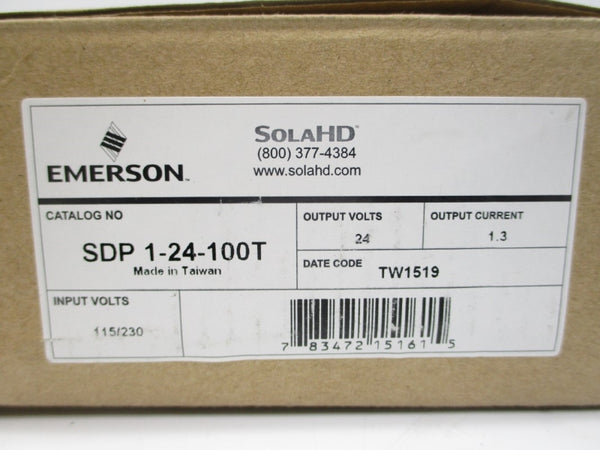 EMERSON™
SOLAHD®
(800) 377-4384
www.solahd.com
CATALOG NO
SDP 1-24-100T
Made in Taiwan
OUTPUT VOLTS
24
OUTPUT CURRENT
1.3
DATE CODE TW1519
INPUT VOLTS
115/230
7 83472 15161 5